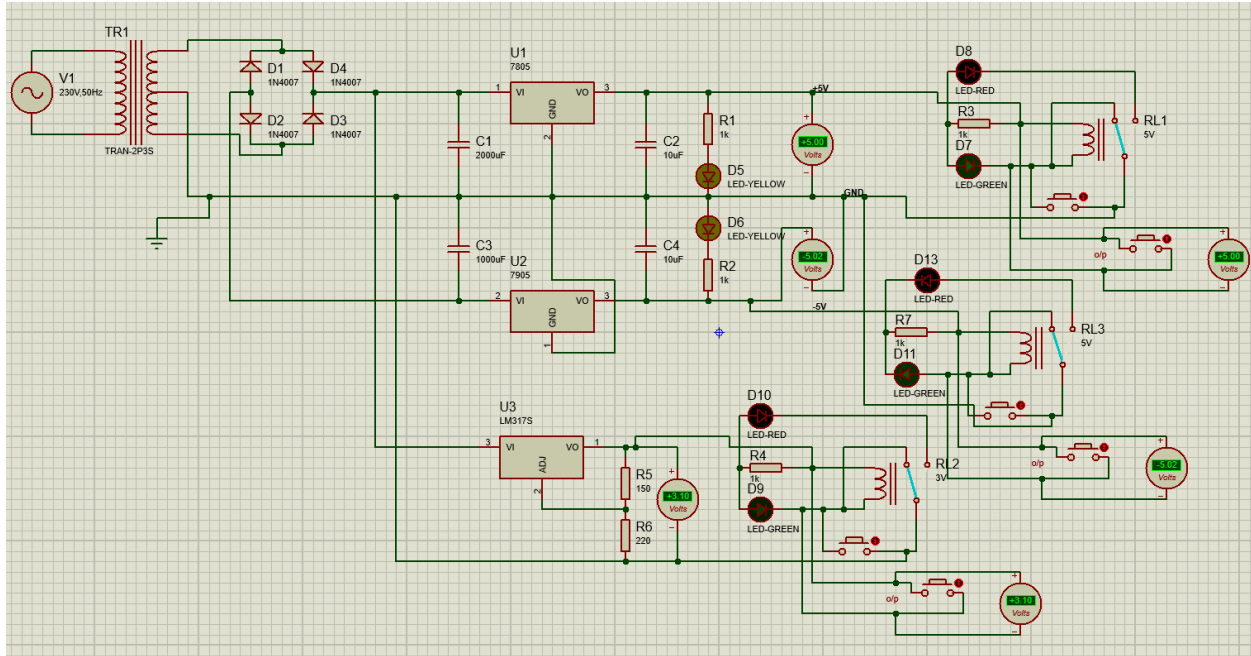 TR1
V1
230V,50Hz
TRAN-2P3S
D1
1N4007
D4
1N4007
D2
1N4007
D3
1N4007
U1
7805
1
VI
VO
3
GND
2
C1
2000uF
C2
10uF
R1
1k
D5
LED-YELLOW
+5V
+
+5.00
Volts
−
GND
C3
1000uF
U2
7905
2
VI
VO
3
GND
1
C4
10uF
D6
LED-YELLOW
R2
1k
+
-5.02
Volts
−
-5V
D8
LED-RED
R3
1k
D7
LED-GREEN
RL1
5V
o/p
+
+5.00
Volts
−
D13
LED-RED
R7
1k
D11
LED-GREEN
RL3
5V
o/p
+
-5.02
Volts
−
U3
LM317S
3
VI
VO
1
ADJ
2
R5
150
R6
220
+
+3.10
Volts
−
D10
LED-RED
R4
1k
D9
LED-GREEN
RL2
3V
o/p
+
+3.10
Volts
−